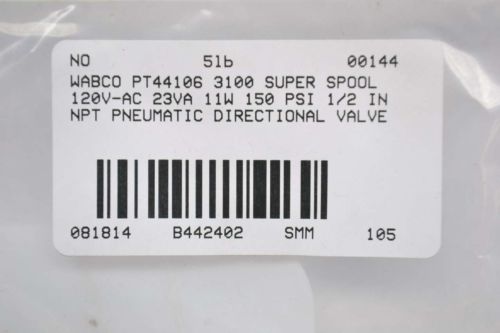 NO 5lb 00144
WABCO PT44106 3100 SUPER SPOOL
120V-AC 23VA 11W 150 PSI 1/2 IN
NPT PNEUMATIC DIRECTIONAL VALVE
081814 B442402 SMM 105